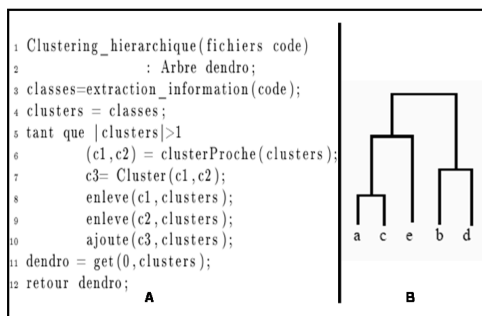 1 Clustering_hierarchique(fichiers code)
2 : Arbre dendro;
3 classes=extraction_information(code);
4 clusters = classes;
5 tant que |clusters|>1
6 (c1,c2) = clusterProche(clusters);
7 c3= Cluster(c1,c2);
8 enleve(c1,clusters);
9 enleve(c2,clusters);
10 ajoute(c3,clusters);
11 dendro = get(0,clusters);
12 retour dendro;
A
a c e b d
B